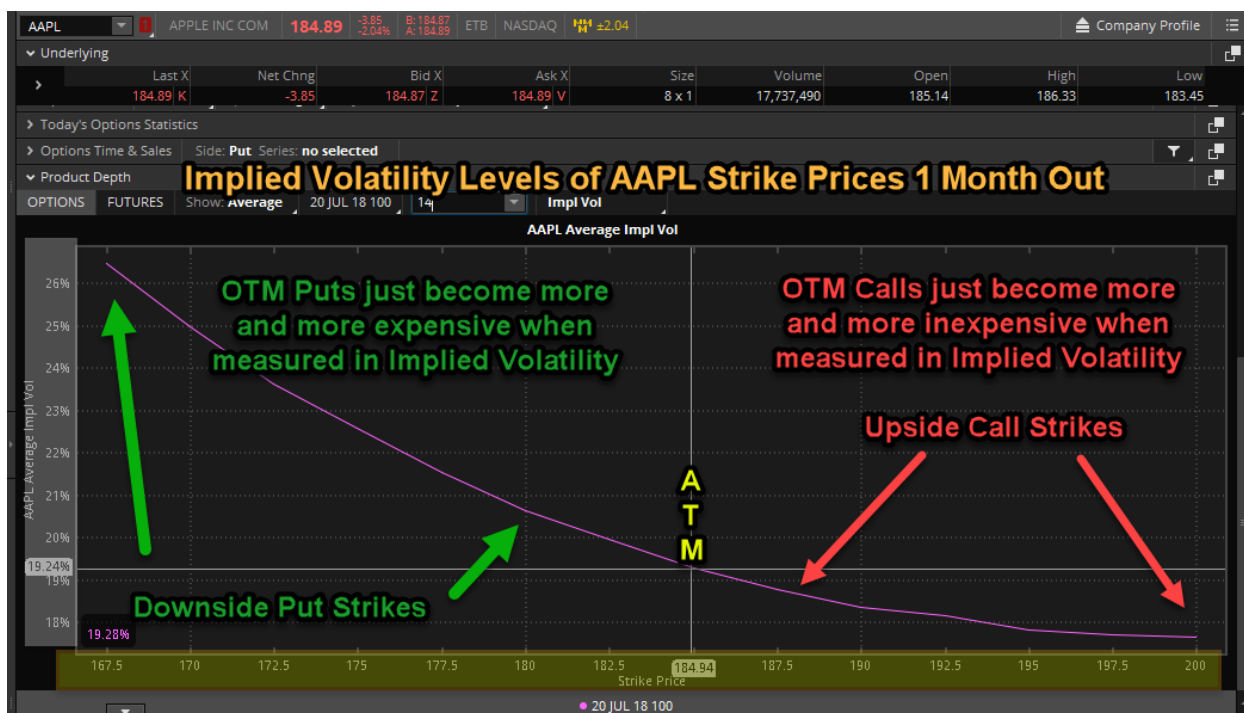 AAPL 1 APPLE INC COM 184.89 -3.85 -2.04% B: 184.87 A: 184.89 ETB NASDAQ ±2.04 Company Profile
Underlying
Last X Net Chng Bid X Ask X Size Volume Open High Low
184.89 K -3.85 184.87 Z 184.89 V 8 x 1 17,737,490 185.14 186.33 183.45
Today's Options Statistics
Options Time & Sales Side: Put Series: no selected
Product Depth
Implied Volatility Levels of AAPL Strike Prices 1 Month Out
OPTIONS FUTURES Show: Average 20 JUL 18 100 14 Impl Vol
AAPL Average Impl Vol
OTM Puts just become more
and more expensive when
measured in Implied Volatility
OTM Calls just become more
and more inexpensive when
measured in Implied Volatility
Upside Call Strikes
A
T
M
Downside Put Strikes
AAPL Average Impl Vol
26%
25%
24%
23%
22%
21%
20%
19.24%
19%
18%
19.28%
167.5 170 172.5 175 177.5 180 182.5 184.94 187.5 190 192.5 195 197.5 200
Strike Price
20 JUL 18 100